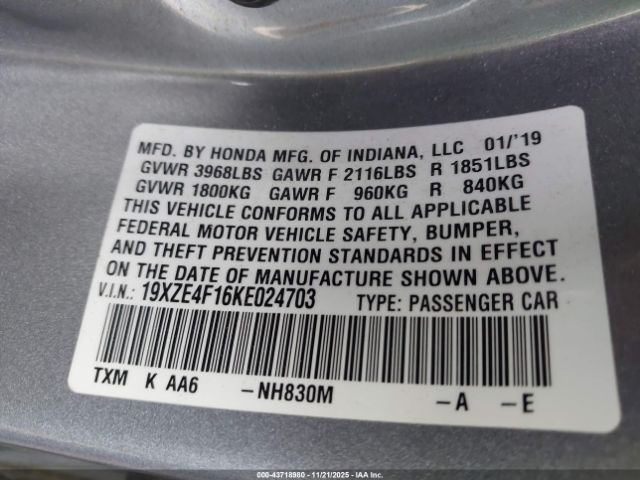 MFD. BY HONDA MFG. OF INDIANA, LLC 01/'19
GVWR 3968LBS GAWR F 2116LBS R 1851LBS
GVWR 1800KG GAWR F 960KG R 840KG
THIS VEHICLE CONFORMS TO ALL APPLICABLE
FEDERAL MOTOR VEHICLE SAFETY, BUMPER,
AND THEFT PREVENTION STANDARDS IN EFFECT
ON THE DATE OF MANUFACTURE SHOWN ABOVE.
V.I.N.: 19XZE4F16KE024703 TYPE: PASSENGER CAR
TXM K AA6 -NH830M -A -E
000-43718980 - 11/21/2025 - IAA Inc.